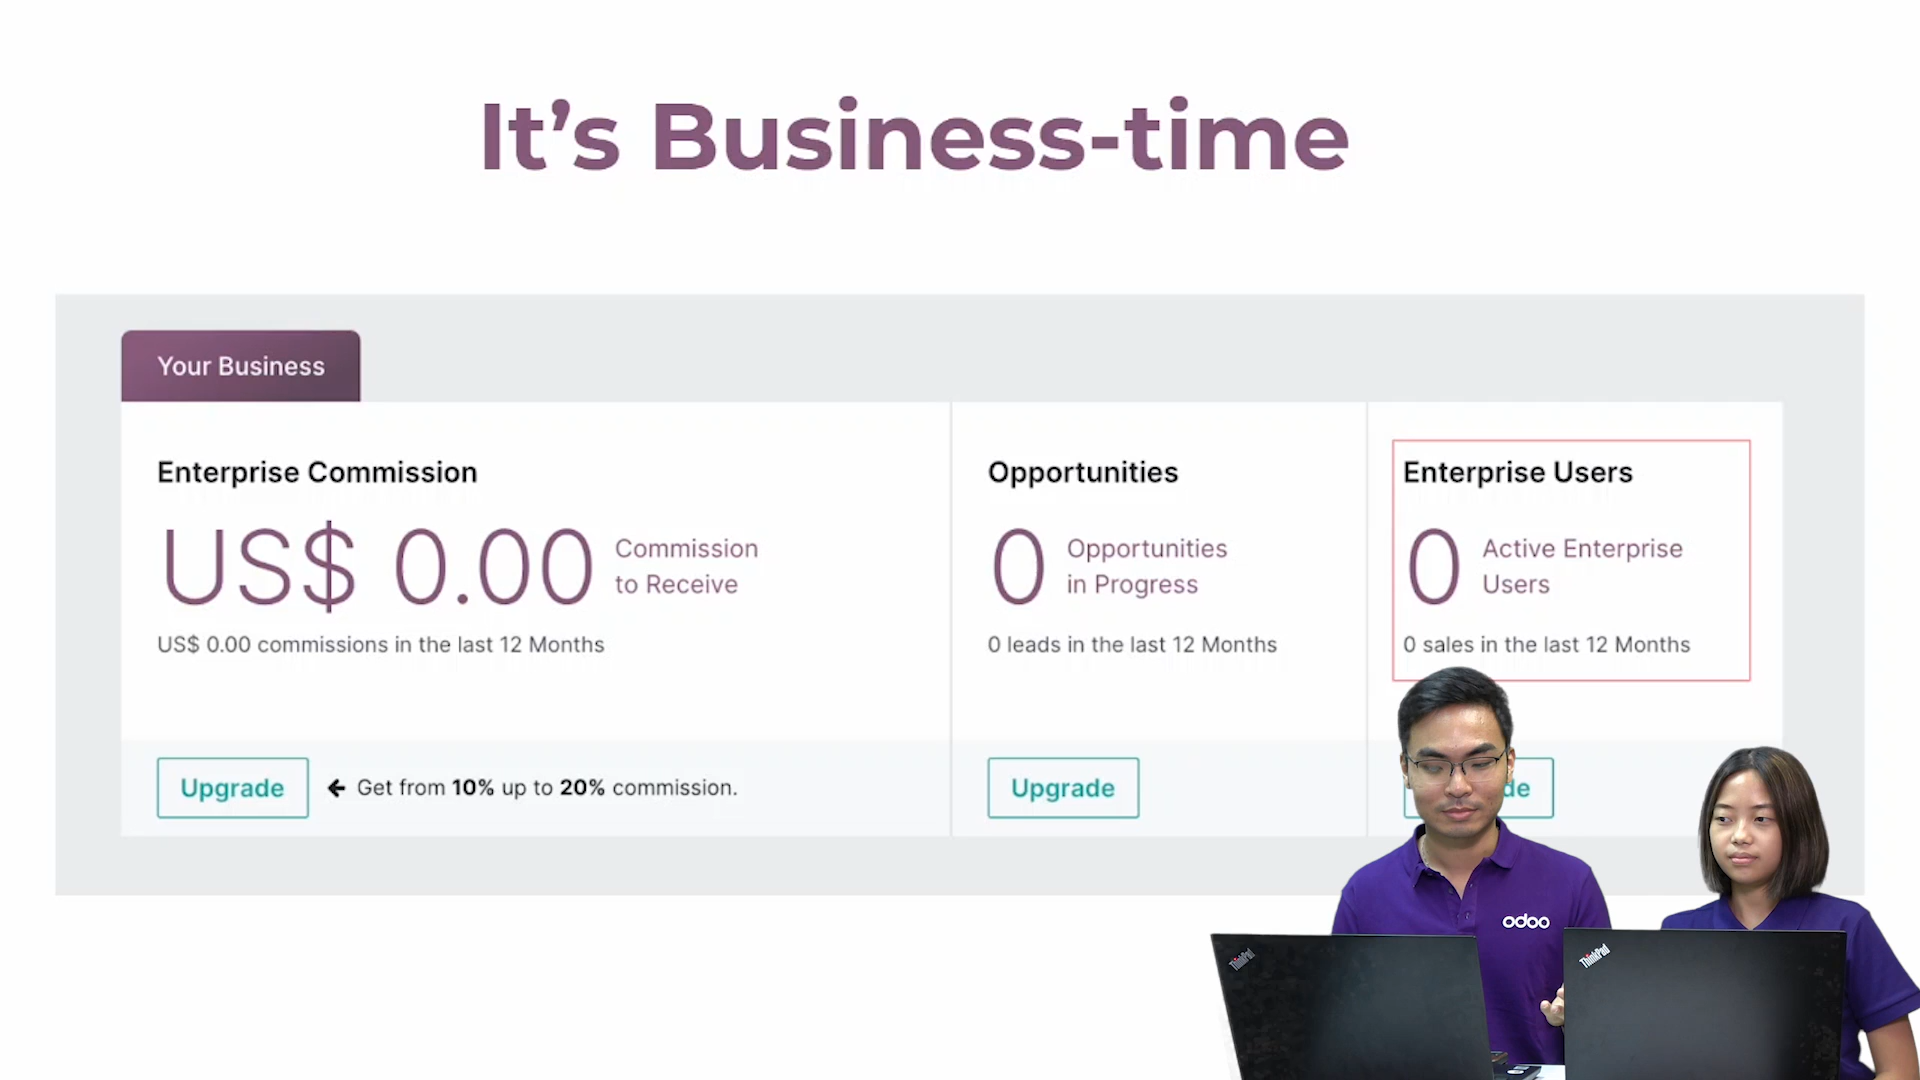 It’s Business-time
Your Business
Enterprise Commission
US$ 0.00
Commission
to Receive
US$ 0.00 commissions in the last 12 Months
Upgrade
Get from 10% up to 20% commission.
Opportunities
0
Opportunities
in Progress
0 leads in the last 12 Months
Upgrade
Enterprise Users
0
Active Enterprise
Users
0 sales in the last 12 Months
odoo
ThinkPad
ThinkPad